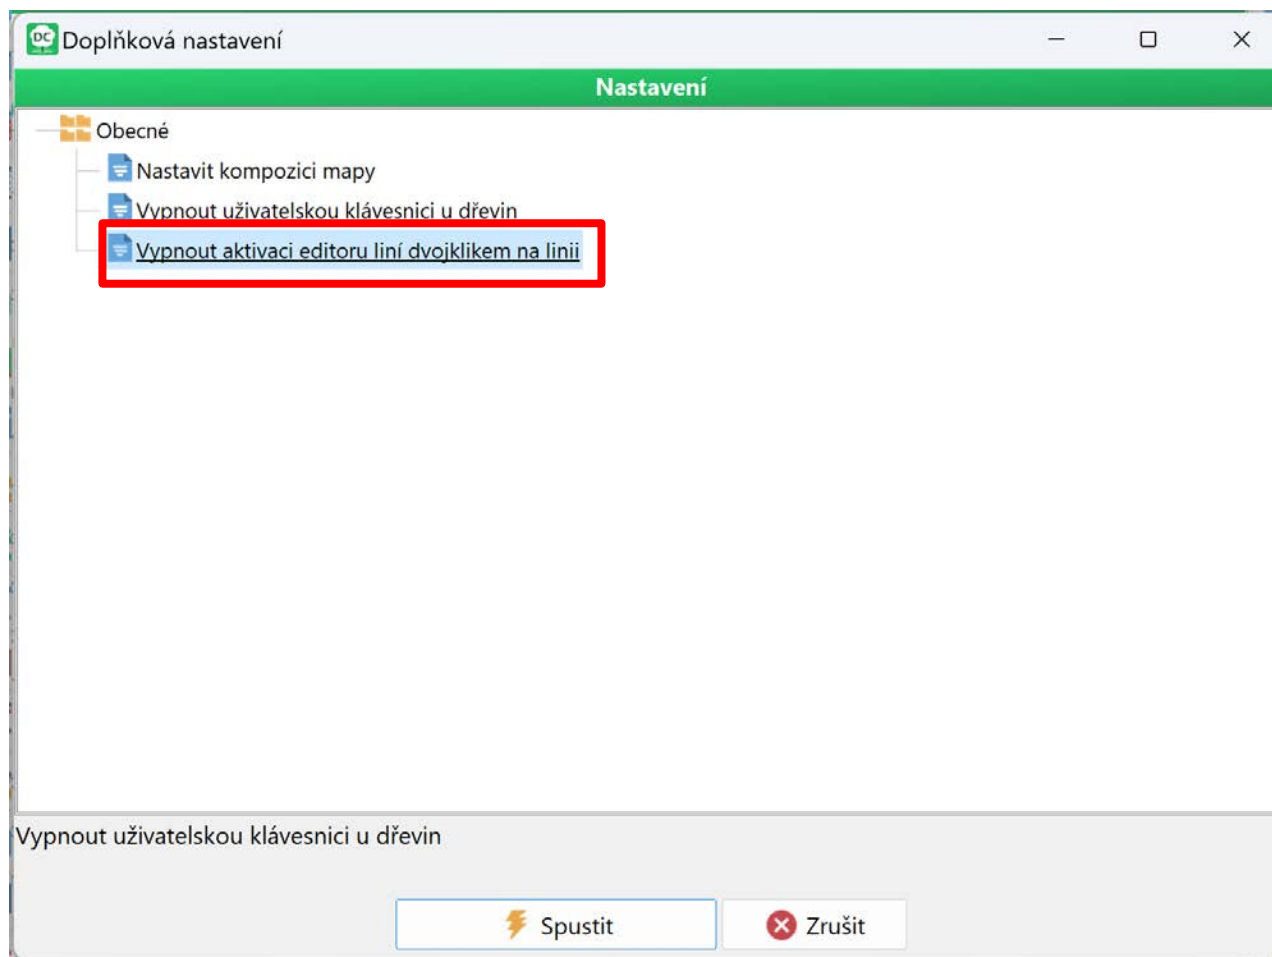 DC Doplňková nastavení
Nastavení
Obecné
Nastavit kompozici mapy
Vypnout uživatelskou klávesnici u dřevin
Vypnout aktivaci editoru liní dvojklikem na linii
Vypnout uživatelskou klávesnici u dřevin
Spustit
Zrušit